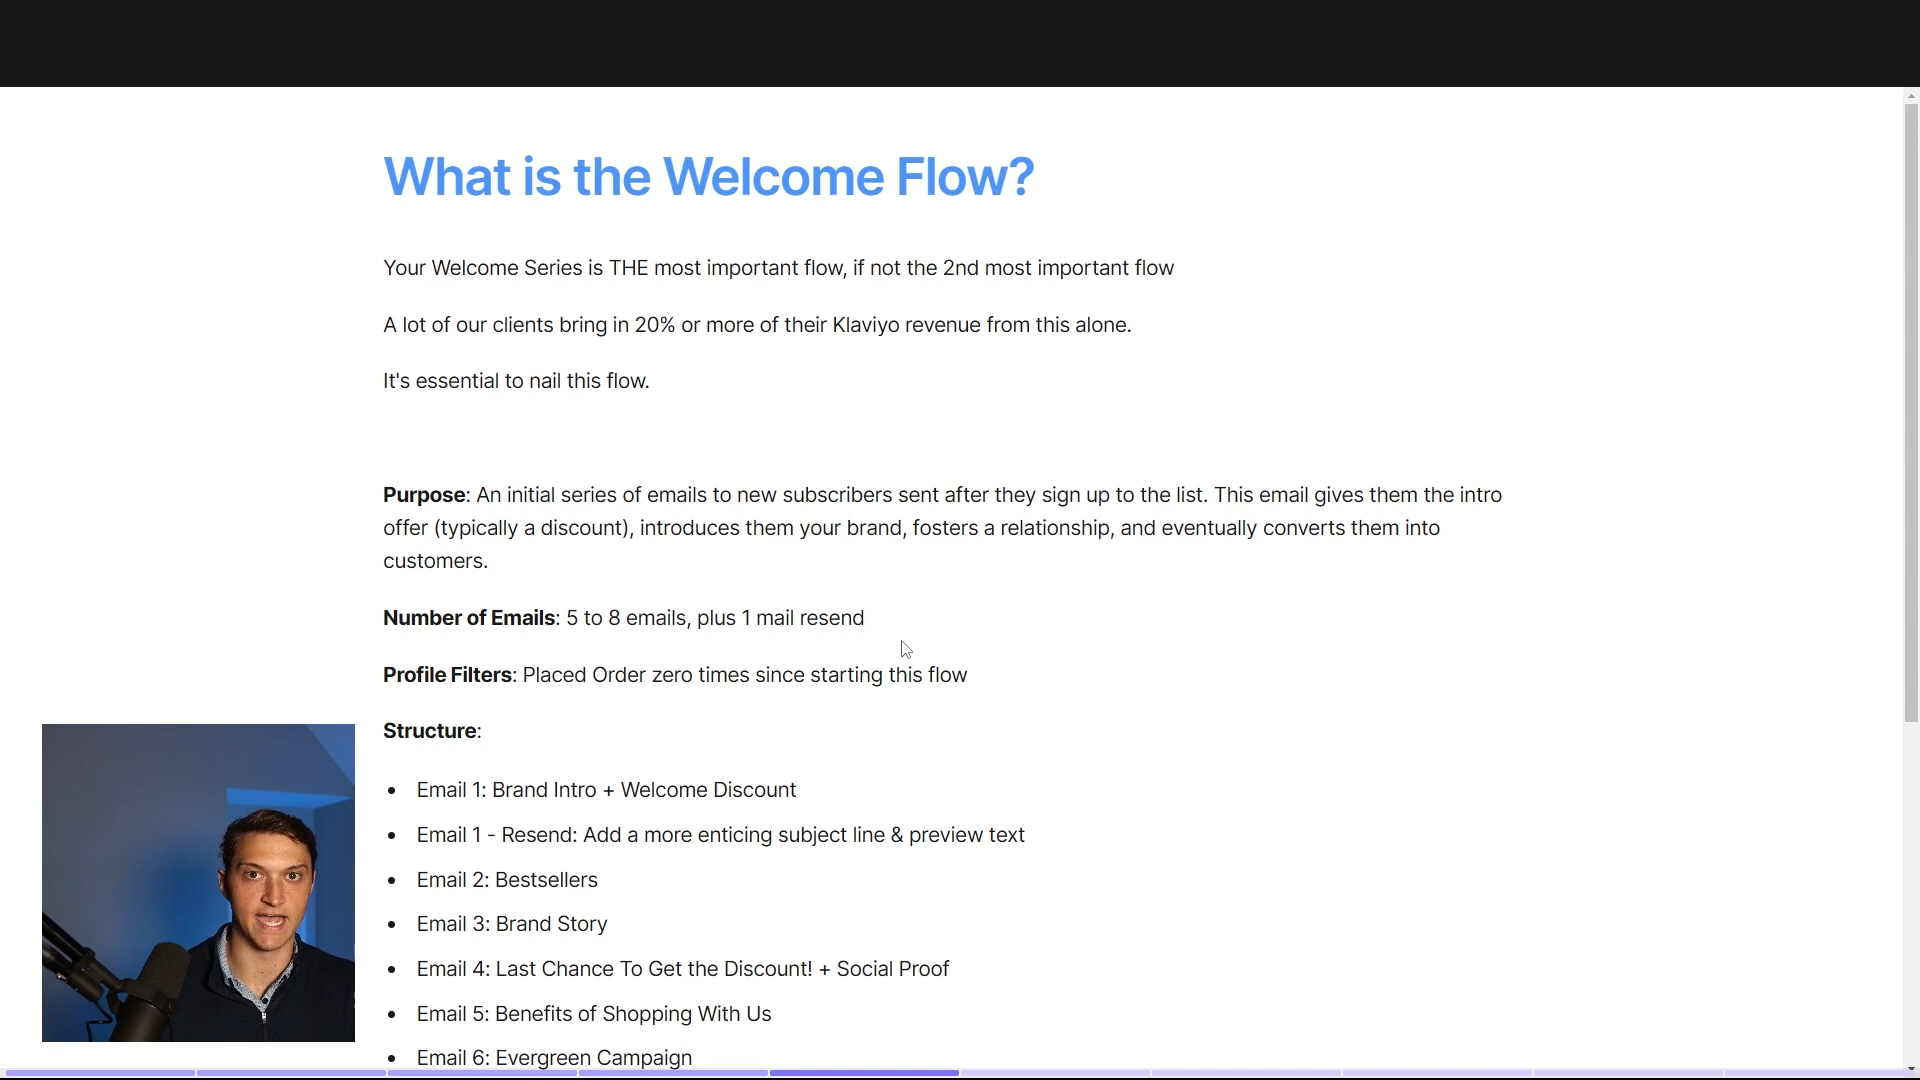 What is the Welcome Flow?
Your Welcome Series is THE most important flow, if not the 2nd most important flow
A lot of our clients bring in 20% or more of their Klaviyo revenue from this alone.
It's essential to nail this flow.
Purpose: An initial series of emails to new subscribers sent after they sign up to the list. This email gives them the intro
offer (typically a discount), introduces them your brand, fosters a relationship, and eventually converts them into
customers.
Number of Emails: 5 to 8 emails, plus 1 mail resend
Profile Filters: Placed Order zero times since starting this flow
Structure:
• Email 1: Brand Intro + Welcome Discount
• Email 1 - Resend: Add a more enticing subject line & preview text
• Email 2: Bestsellers
• Email 3: Brand Story
• Email 4: Last Chance To Get the Discount! + Social Proof
• Email 5: Benefits of Shopping With Us
• Email 6: Evergreen Campaign